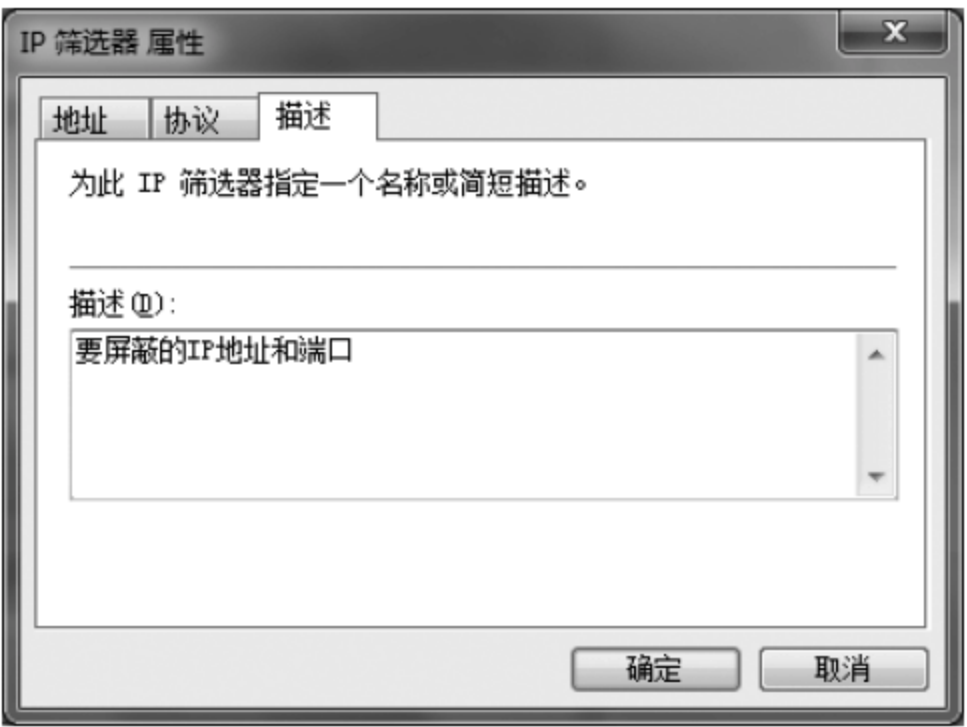 IP 筛选器 属性
地址 协议 描述
为此 IP 筛选器指定一个名称或简短描述。
描述(D):
要屏蔽的IP地址和端口
确定 取消